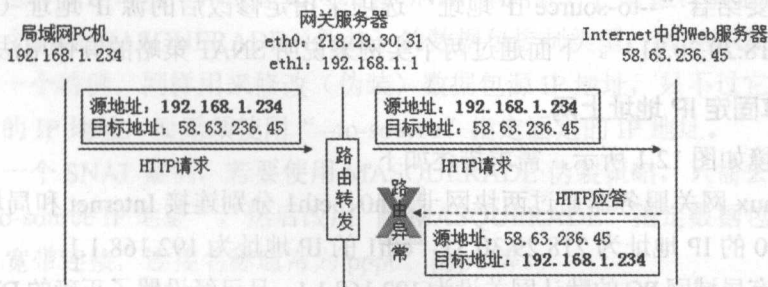 网关服务器
局域网PC机
eth0: 218.29.30.31
Internet中的Web服务器
192.168.1.234
eth1: 192.168.1.1
58.63.236.45
源地址：192.168.1.234
目标地址：58.63.236.45
HTTP请求
路由转发
源地址：192.168.1.234
目标地址：58.63.236.45
HTTP请求
路由异常
HTTP应答
源地址：58.63.236.45
目标地址：192.168.1.234